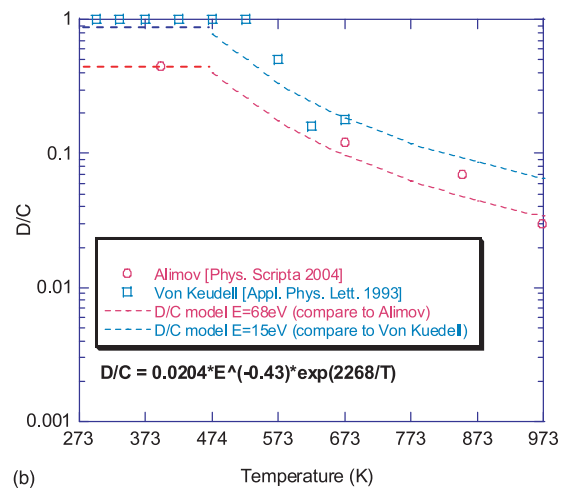 1
0.1
0.01
0.001
D/C
Alimov [Phys. Scripta 2004]
Von Keudell [Appl. Phys. Lett. 1993]
D/C model E=68eV (compare to Alimov)
D/C model E=15eV (compare to Von Kuedell)
D/C = 0.0204*E^(-0.43)*exp(2268/T)
273 373 474 573 673 773 873 973
(b) Temperature (K)